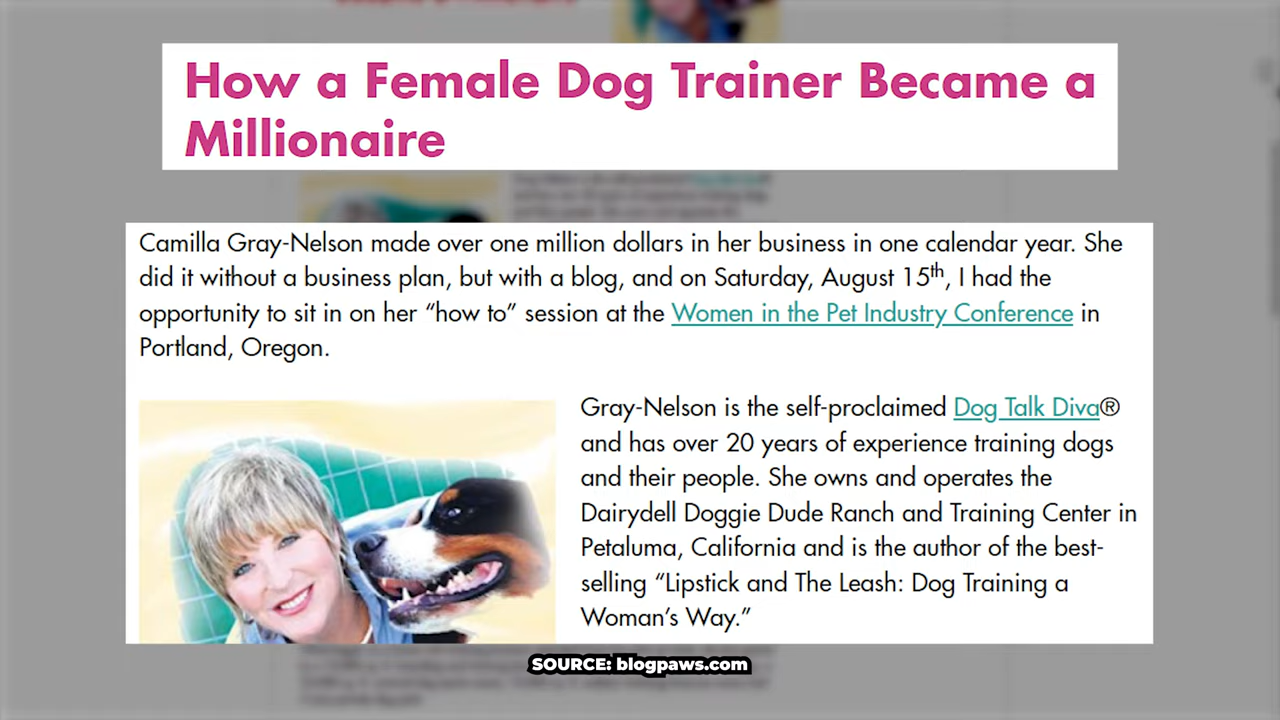 How a Female Dog Trainer Became a
Millionaire
Camilla Gray-Nelson made over one million dollars in her business in one calendar year. She
did it without a business plan, but with a blog, and on Saturday, August 15th, I had the
opportunity to sit in on her “how to” session at the Women in the Pet Industry Conference in
Portland, Oregon.
Gray-Nelson is the self-proclaimed Dog Talk Diva®
and has over 20 years of experience training dogs
and their people. She owns and operates the
Dairydell Doggie Dude Ranch and Training Center in
Petaluma, California and is the author of the best-
selling “Lipstick and The Leash: Dog Training a
Woman’s Way.”
SOURCE: blogpaws.com